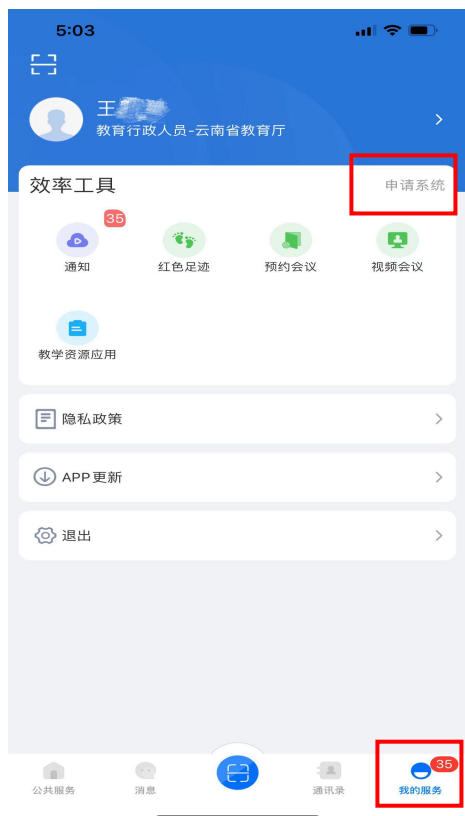 5:03
王
教育行政人员-云南省教育厅
效率工具
申请系统
35
通知
红色足迹
预约会议
视频会议
教学资源应用
隐私政策
APP更新
退出
35
公共服务
消息
通讯录
我的服务